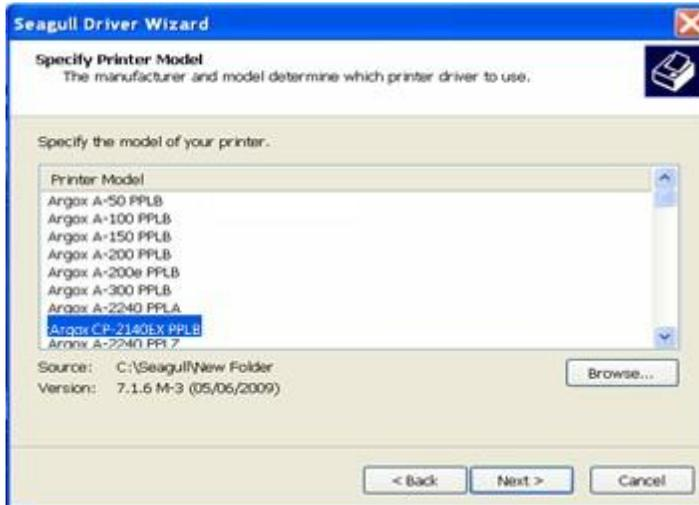 Seagull Driver Wizard
Specify Printer Model
The manufacturer and model determine which printer driver to use.
Specify the model of your printer.
Printer Model
Argox A-50 PPLB
Argox A-100 PPLB
Argox A-150 PPLB
Argox A-200 PPLB
Argox A-200e PPLB
Argox A-300 PPLB
Argox A-2240 PPLA
Argox CP-2140EX PPLB
Argox A-2240 PPLZ
Source: C:\Seagull\New Folder
Browse...
Version: 7.1.6 M-3 (05/06/2009)
< Back Next > Cancel